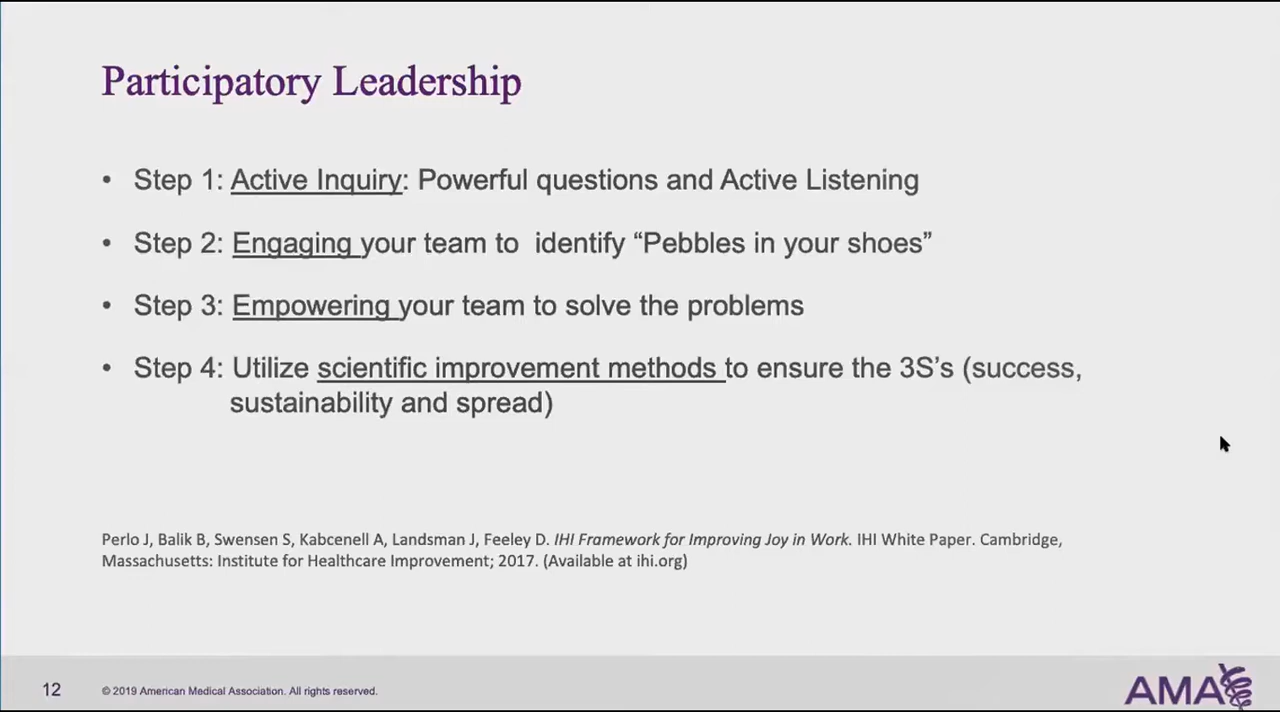 Participatory Leadership
• Step 1: Active Inquiry: Powerful questions and Active Listening
• Step 2: Engaging your team to identify “Pebbles in your shoes”
• Step 3: Empowering your team to solve the problems
• Step 4: Utilize scientific improvement methods to ensure the 3S’s (success,
sustainability and spread)
Perlo J, Balik B, Swensen S, Kabcenell A, Landsman J, Feeley D. IHI Framework for Improving Joy in Work. IHI White Paper. Cambridge,
Massachusetts: Institute for Healthcare Improvement; 2017. (Available at ihi.org)
12 © 2019 American Medical Association. All rights reserved.
AMA